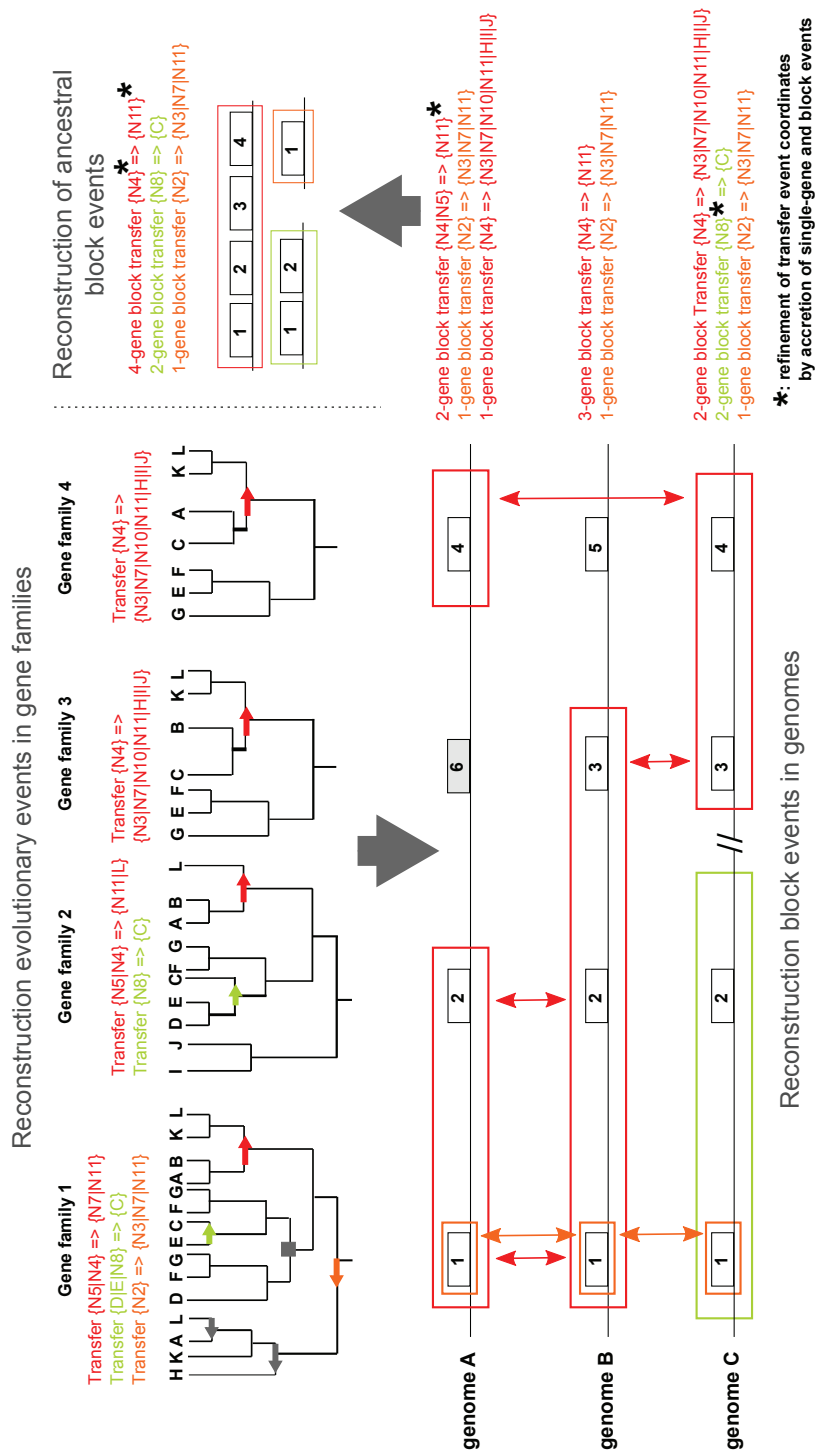 Reconstruction evolutionary events in gene families
Gene family 1
Transfer {N5|N4} => {N7|N11}
Transfer {D|E|N8} => {C}
Transfer {N2} => {N3|N7|N11}
H K A L D F G E C F G A B K L
Gene family 2
Transfer {N5|N4} => {N11|L}
Transfer {N8} => {C}
I J D E C F G A B L
Gene family 3
Transfer {N4} =>
{N3|N7|N10|N11|H|I|J}
G E F C B K L
Gene family 4
Transfer {N4} =>
{N3|N7|N10|N11|H|I|J}
G E F C A K L
Reconstruction of ancestral
block events
4-gene block transfer {N4}* => {N11}*
2-gene block transfer {N8} => {C}
1-gene block transfer {N2} => {N3|N7|N11}
1 2 3 4
1 2 1
genome A
1 2 6 4
2-gene block transfer {N4|N5} => {N11}*
1-gene block transfer {N2} => {N3|N7|N11}
1-gene block transfer {N4} => {N3|N7|N10|N11|H|I|J}
genome B
1 2 3 5
3-gene block transfer {N4} => {N11}
1-gene block transfer {N2} => {N3|N7|N11}
genome C
1 2 // 3 4
2-gene block Transfer {N4} => {N3|N7|N10|N11|H|I|J}
2-gene block transfer {N8}* => {C}
1-gene block transfer {N2} => {N3|N7|N11}
Reconstruction block events in genomes
*: refinement of transfer event coordinates
by accretion of single-gene and block events